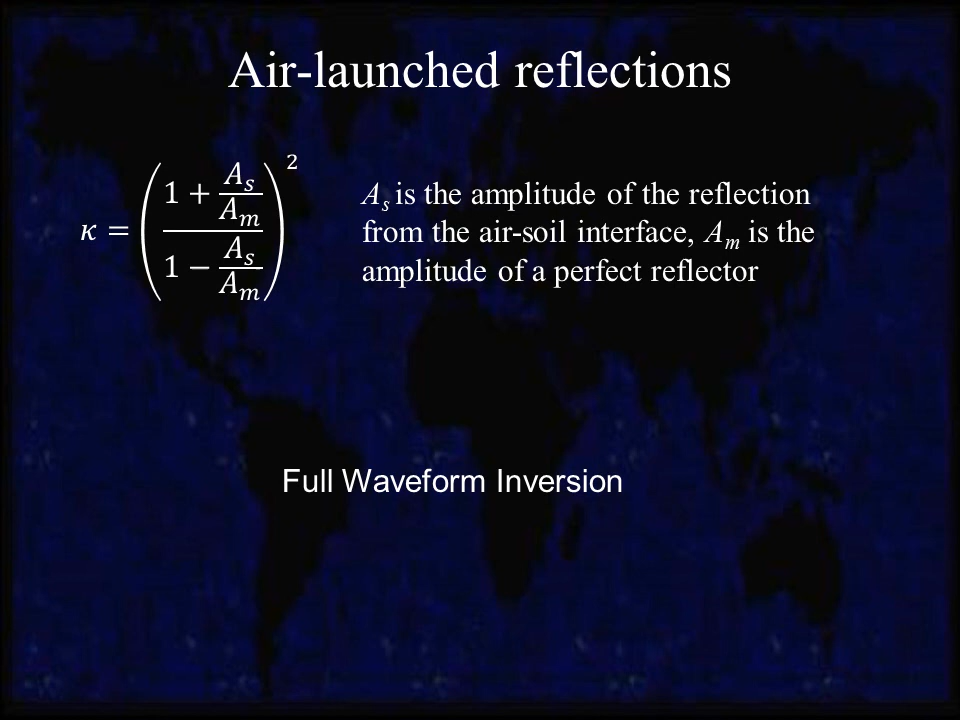 Air-launched reflections
κ = ((1 + A_s/A_m)/(1 − A_s/A_m))^2
A_s is the amplitude of the reflection
from the air-soil interface, A_m is the
amplitude of a perfect reflector
Full Waveform Inversion